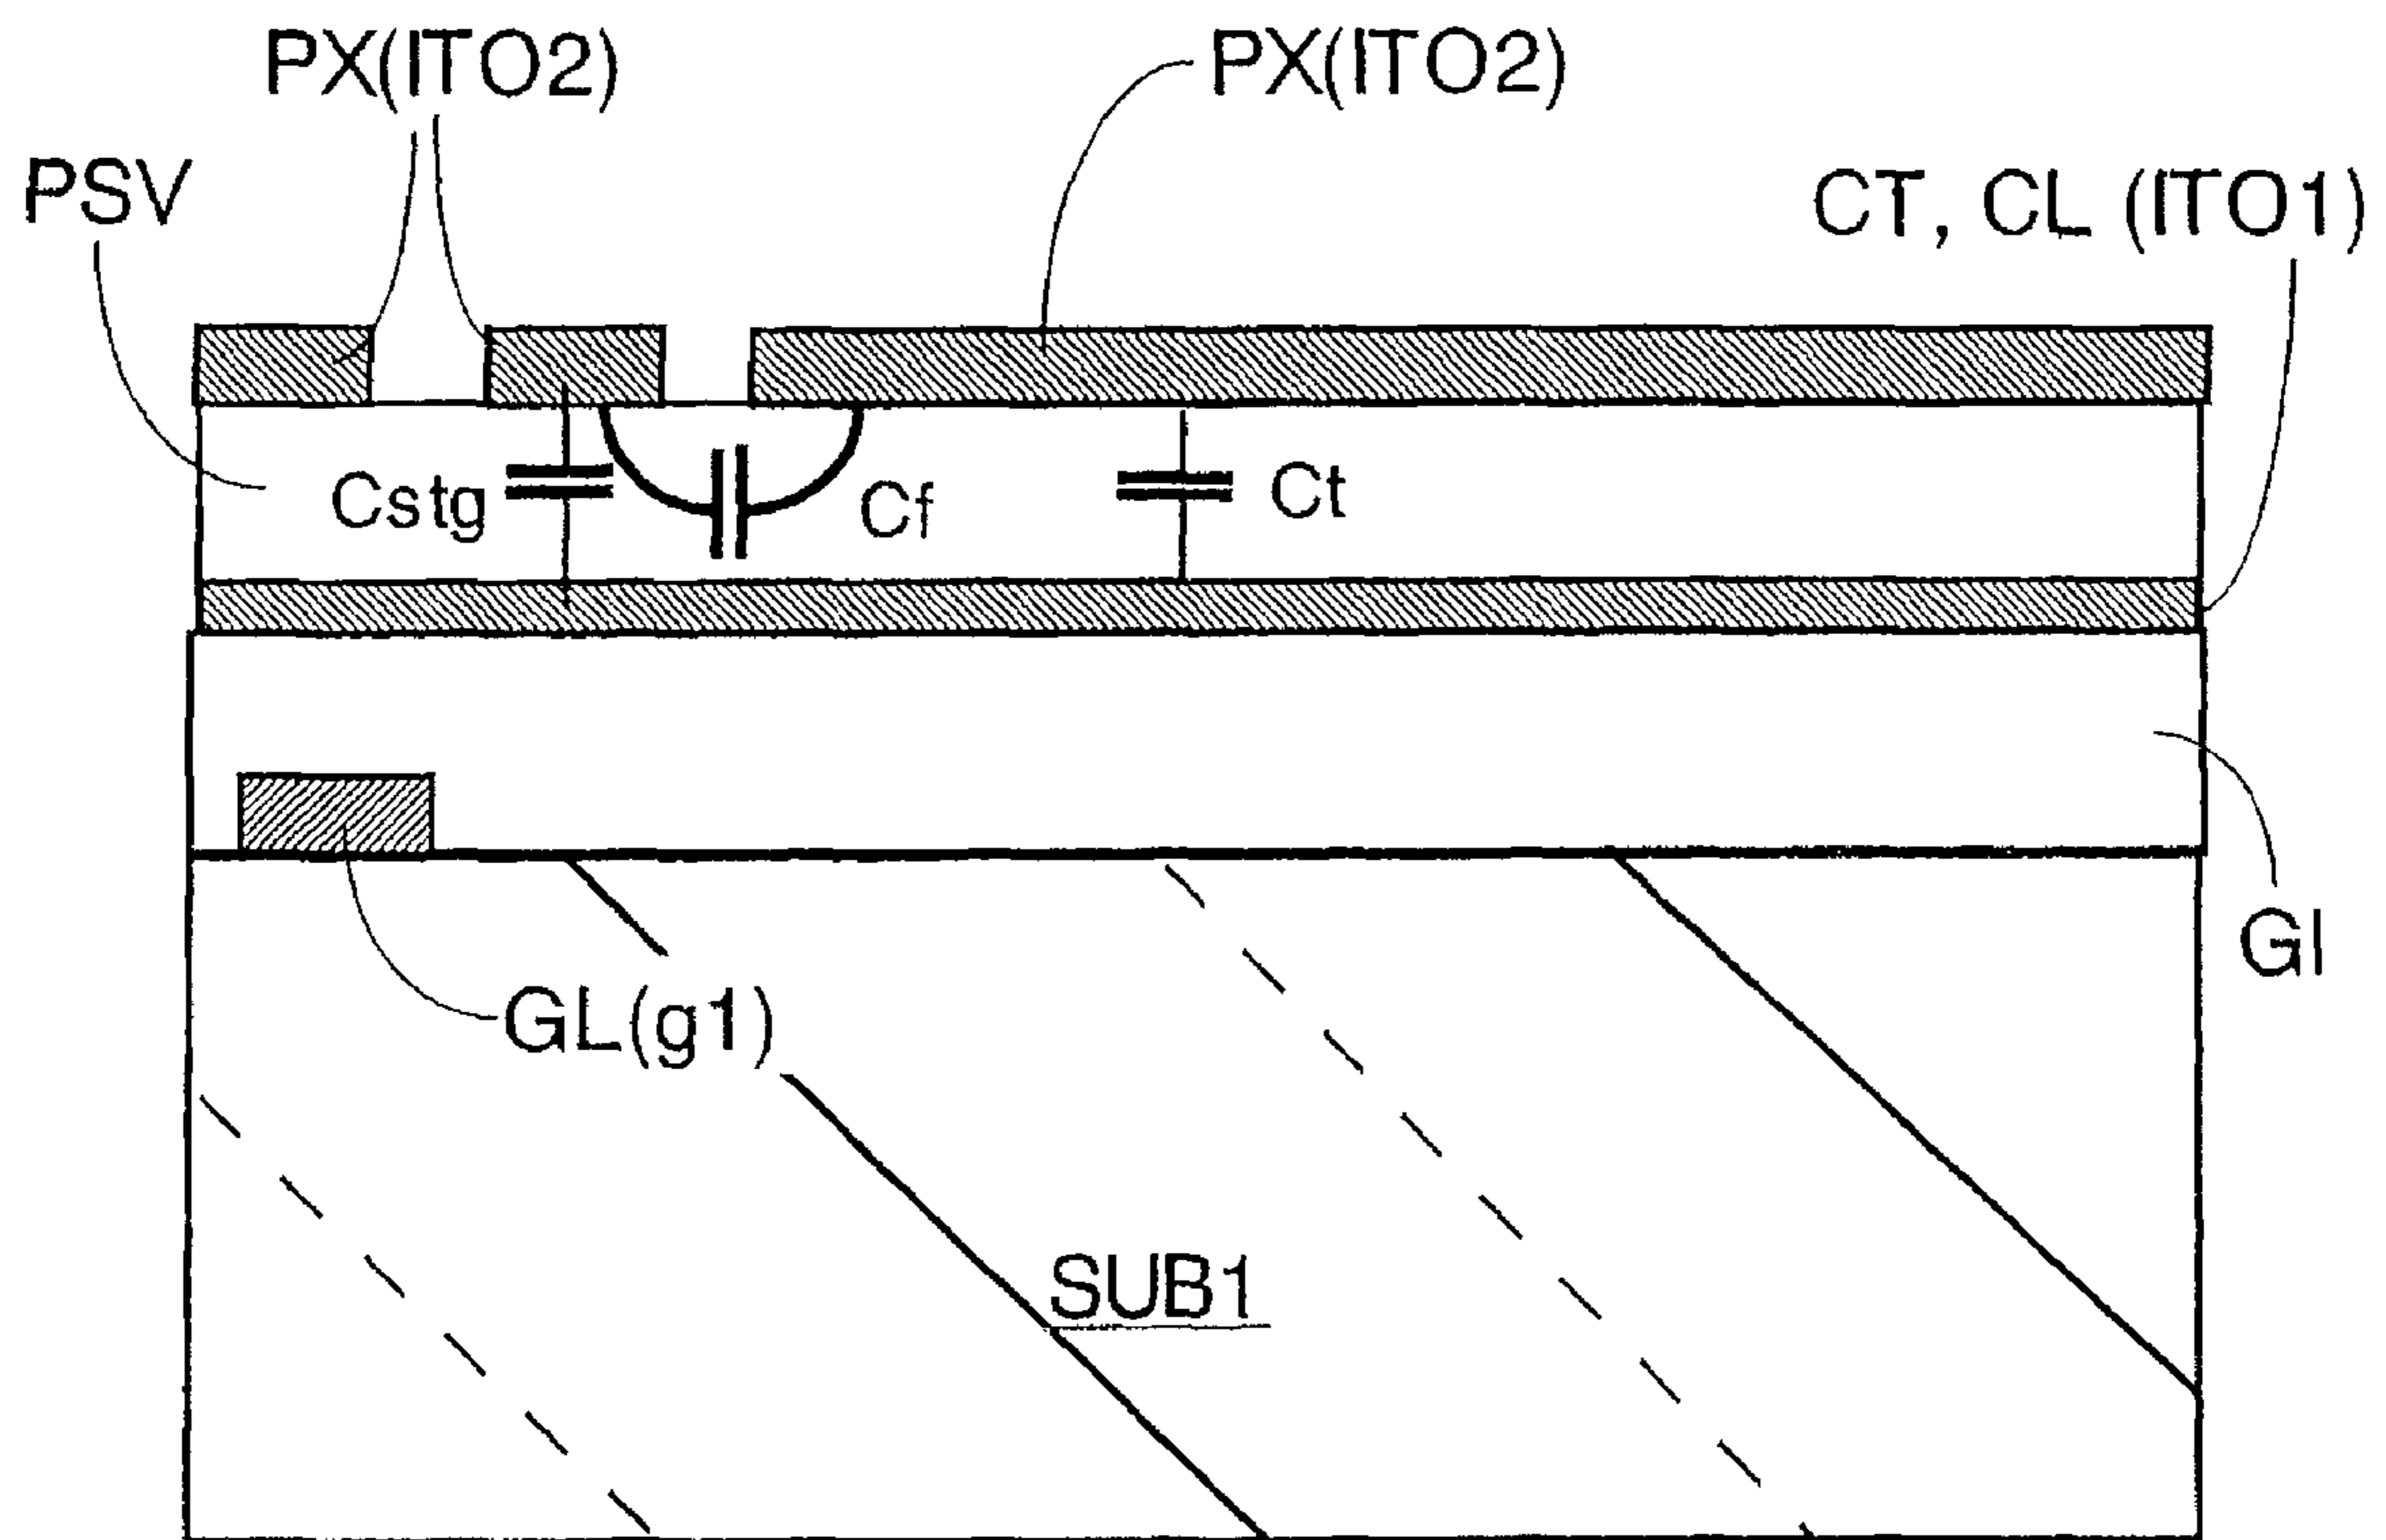 PX(ITO2)
PX(ITO2)
PSV
CT, CL (ITO1)
Cstg
Cf
Ct
GI
GL(g1)
SUB1